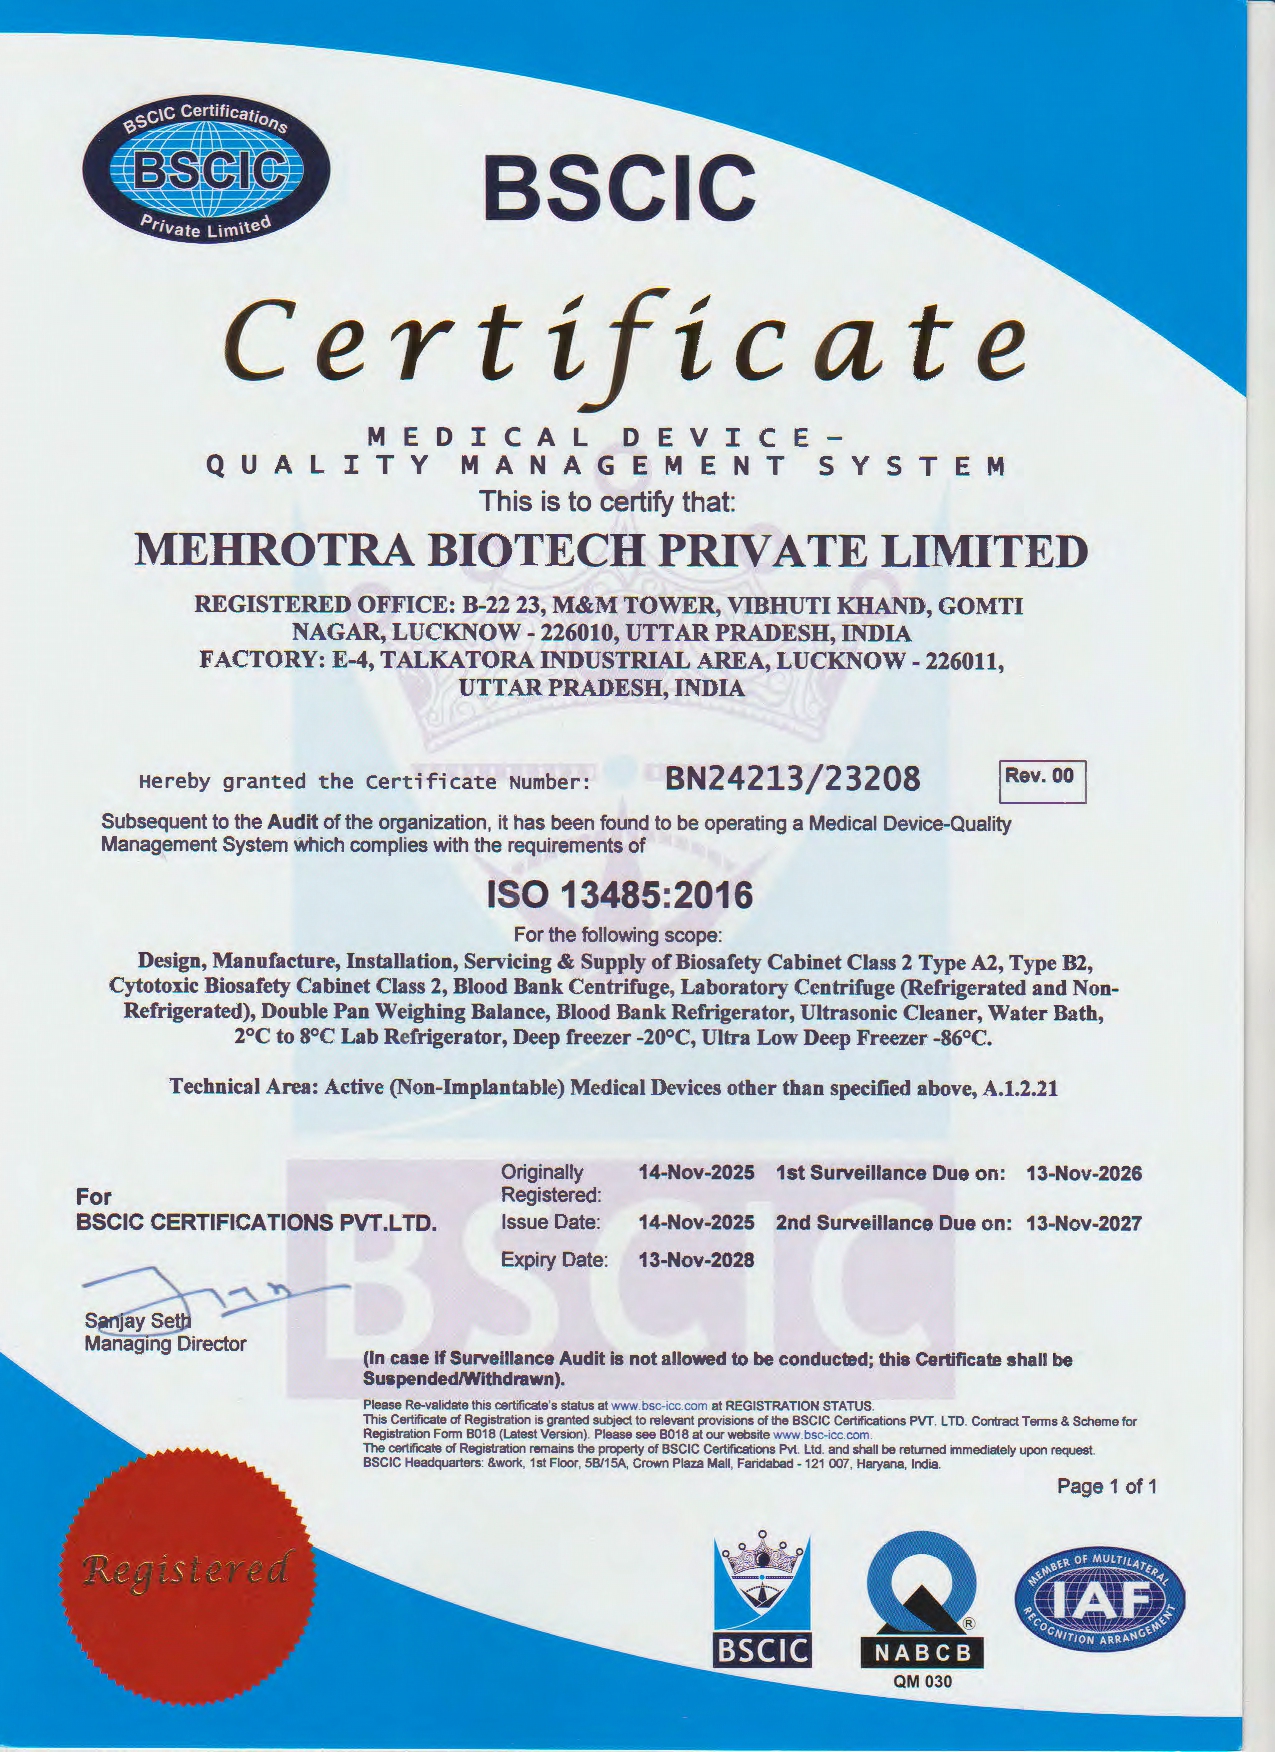 BSCIC Certifications
BSCIC
Private Limited
BSCIC
Certificate
MEDICAL DEVICE-
QUALITY MANAGEMENT SYSTEM
This is to certify that:
MEHROTRA BIOTECH PRIVATE LIMITED
REGISTERED OFFICE: B-22 23, M&M TOWER, VIBHUTI KHAND, GOMTI
NAGAR, LUCKNOW - 226010, UTTAR PRADESH, INDIA
FACTORY: E-4, TALKATORA INDUSTRIAL AREA, LUCKNOW - 226011,
UTTAR PRADESH, INDIA
Hereby granted the Certificate Number: BN24213/23208 Rev. 00
Subsequent to the Audit of the organization, it has been found to be operating a Medical Device-Quality
Management System which complies with the requirements of
ISO 13485:2016
For the following scope:
Design, Manufacture, Installation, Servicing & Supply of Biosafety Cabinet Class 2 Type A2, Type B2,
Cytotoxic Biosafety Cabinet Class 2, Blood Bank Centrifuge, Laboratory Centrifuge (Refrigerated and Non-
Refrigerated), Double Pan Weighing Balance, Blood Bank Refrigerator, Ultrasonic Cleaner, Water Bath,
2°C to 8°C Lab Refrigerator, Deep freezer -20°C, Ultra Low Deep Freezer -86°C.
Technical Area: Active (Non-Implantable) Medical Devices other than specified above, A.1.2.21
Originally Registered: 14-Nov-2025 1st Surveillance Due on: 13-Nov-2026
Issue Date: 14-Nov-2025 2nd Surveillance Due on: 13-Nov-2027
Expiry Date: 13-Nov-2028
For
BSCIC CERTIFICATIONS PVT.LTD.
Sanjay Seth
Managing Director
BSCIC
(In case if Surveillance Audit is not allowed to be conducted; this Certificate shall be
Suspended/Withdrawn).
Please Re-validate this certificate's status at www.bsc-icc.com at REGISTRATION STATUS.
This Certificate of Registration is granted subject to relevant provisions of the BSCIC Certifications PVT. LTD. Contract Terms & Scheme for
Registration Form B018 (Latest Version). Please see B018 at our website www.bsc-icc.com.
The certificate of Registration remains the property of BSCIC Certifications Pvt. Ltd. and shall be returned immediately upon request.
BSCIC Headquarters: &work, 1st Floor, 5B/15A, Crown Plaza Mall, Faridabad - 121 007, Haryana, India.
Page 1 of 1
Registered
BSCIC
®
NABCB
QM 030
MEMBER OF MULTILATERAL
IAF
RECOGNITION ARRANGEMENT